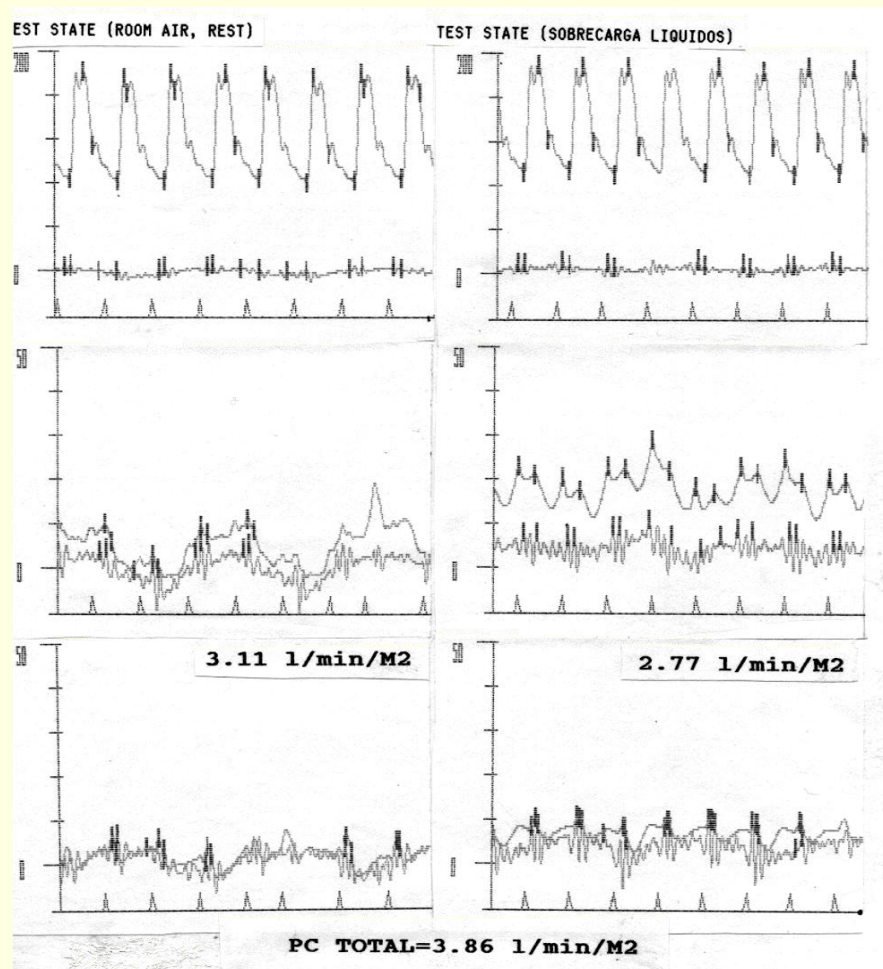 EST STATE (ROOM AIR, REST)
TEST STATE (SOBRECARGA LIQUIDOS)
200
200
0
0
50
50
0
0
3.11 l/min/M2
2.77 l/min/M2
50
50
0
0
PC TOTAL=3.86 l/min/M2